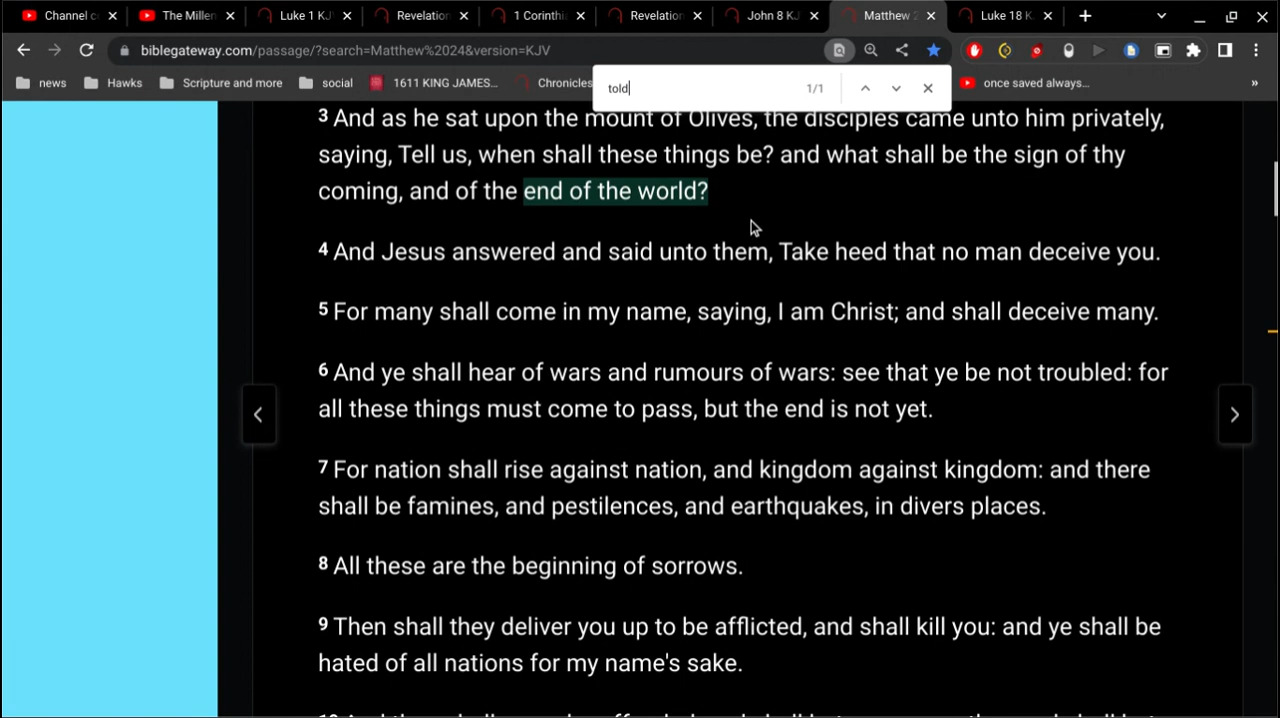 Channel c
The Millen
Luke 1 KJ
Revelation
1 Corinthi
Revelation
John 8 KJ
Matthew 2
Luke 18 K
biblegateway.com/passage/?search=Matthew%2024&version=KJV
news
Hawks
Scripture and more
social
1611 KING JAMES...
Chronicles
told
1/1
once saved always...
»
3 And as he sat upon the mount of Olives, the disciples came unto him privately,
saying, Tell us, when shall these things be? and what shall be the sign of thy
coming, and of the end of the world?
4 And Jesus answered and said unto them, Take heed that no man deceive you.
5 For many shall come in my name, saying, I am Christ; and shall deceive many.
6 And ye shall hear of wars and rumours of wars: see that ye be not troubled: for
all these things must come to pass, but the end is not yet.
7 For nation shall rise against nation, and kingdom against kingdom: and there
shall be famines, and pestilences, and earthquakes, in divers places.
8 All these are the beginning of sorrows.
9 Then shall they deliver you up to be afflicted, and shall kill you: and ye shall be
hated of all nations for my name's sake.